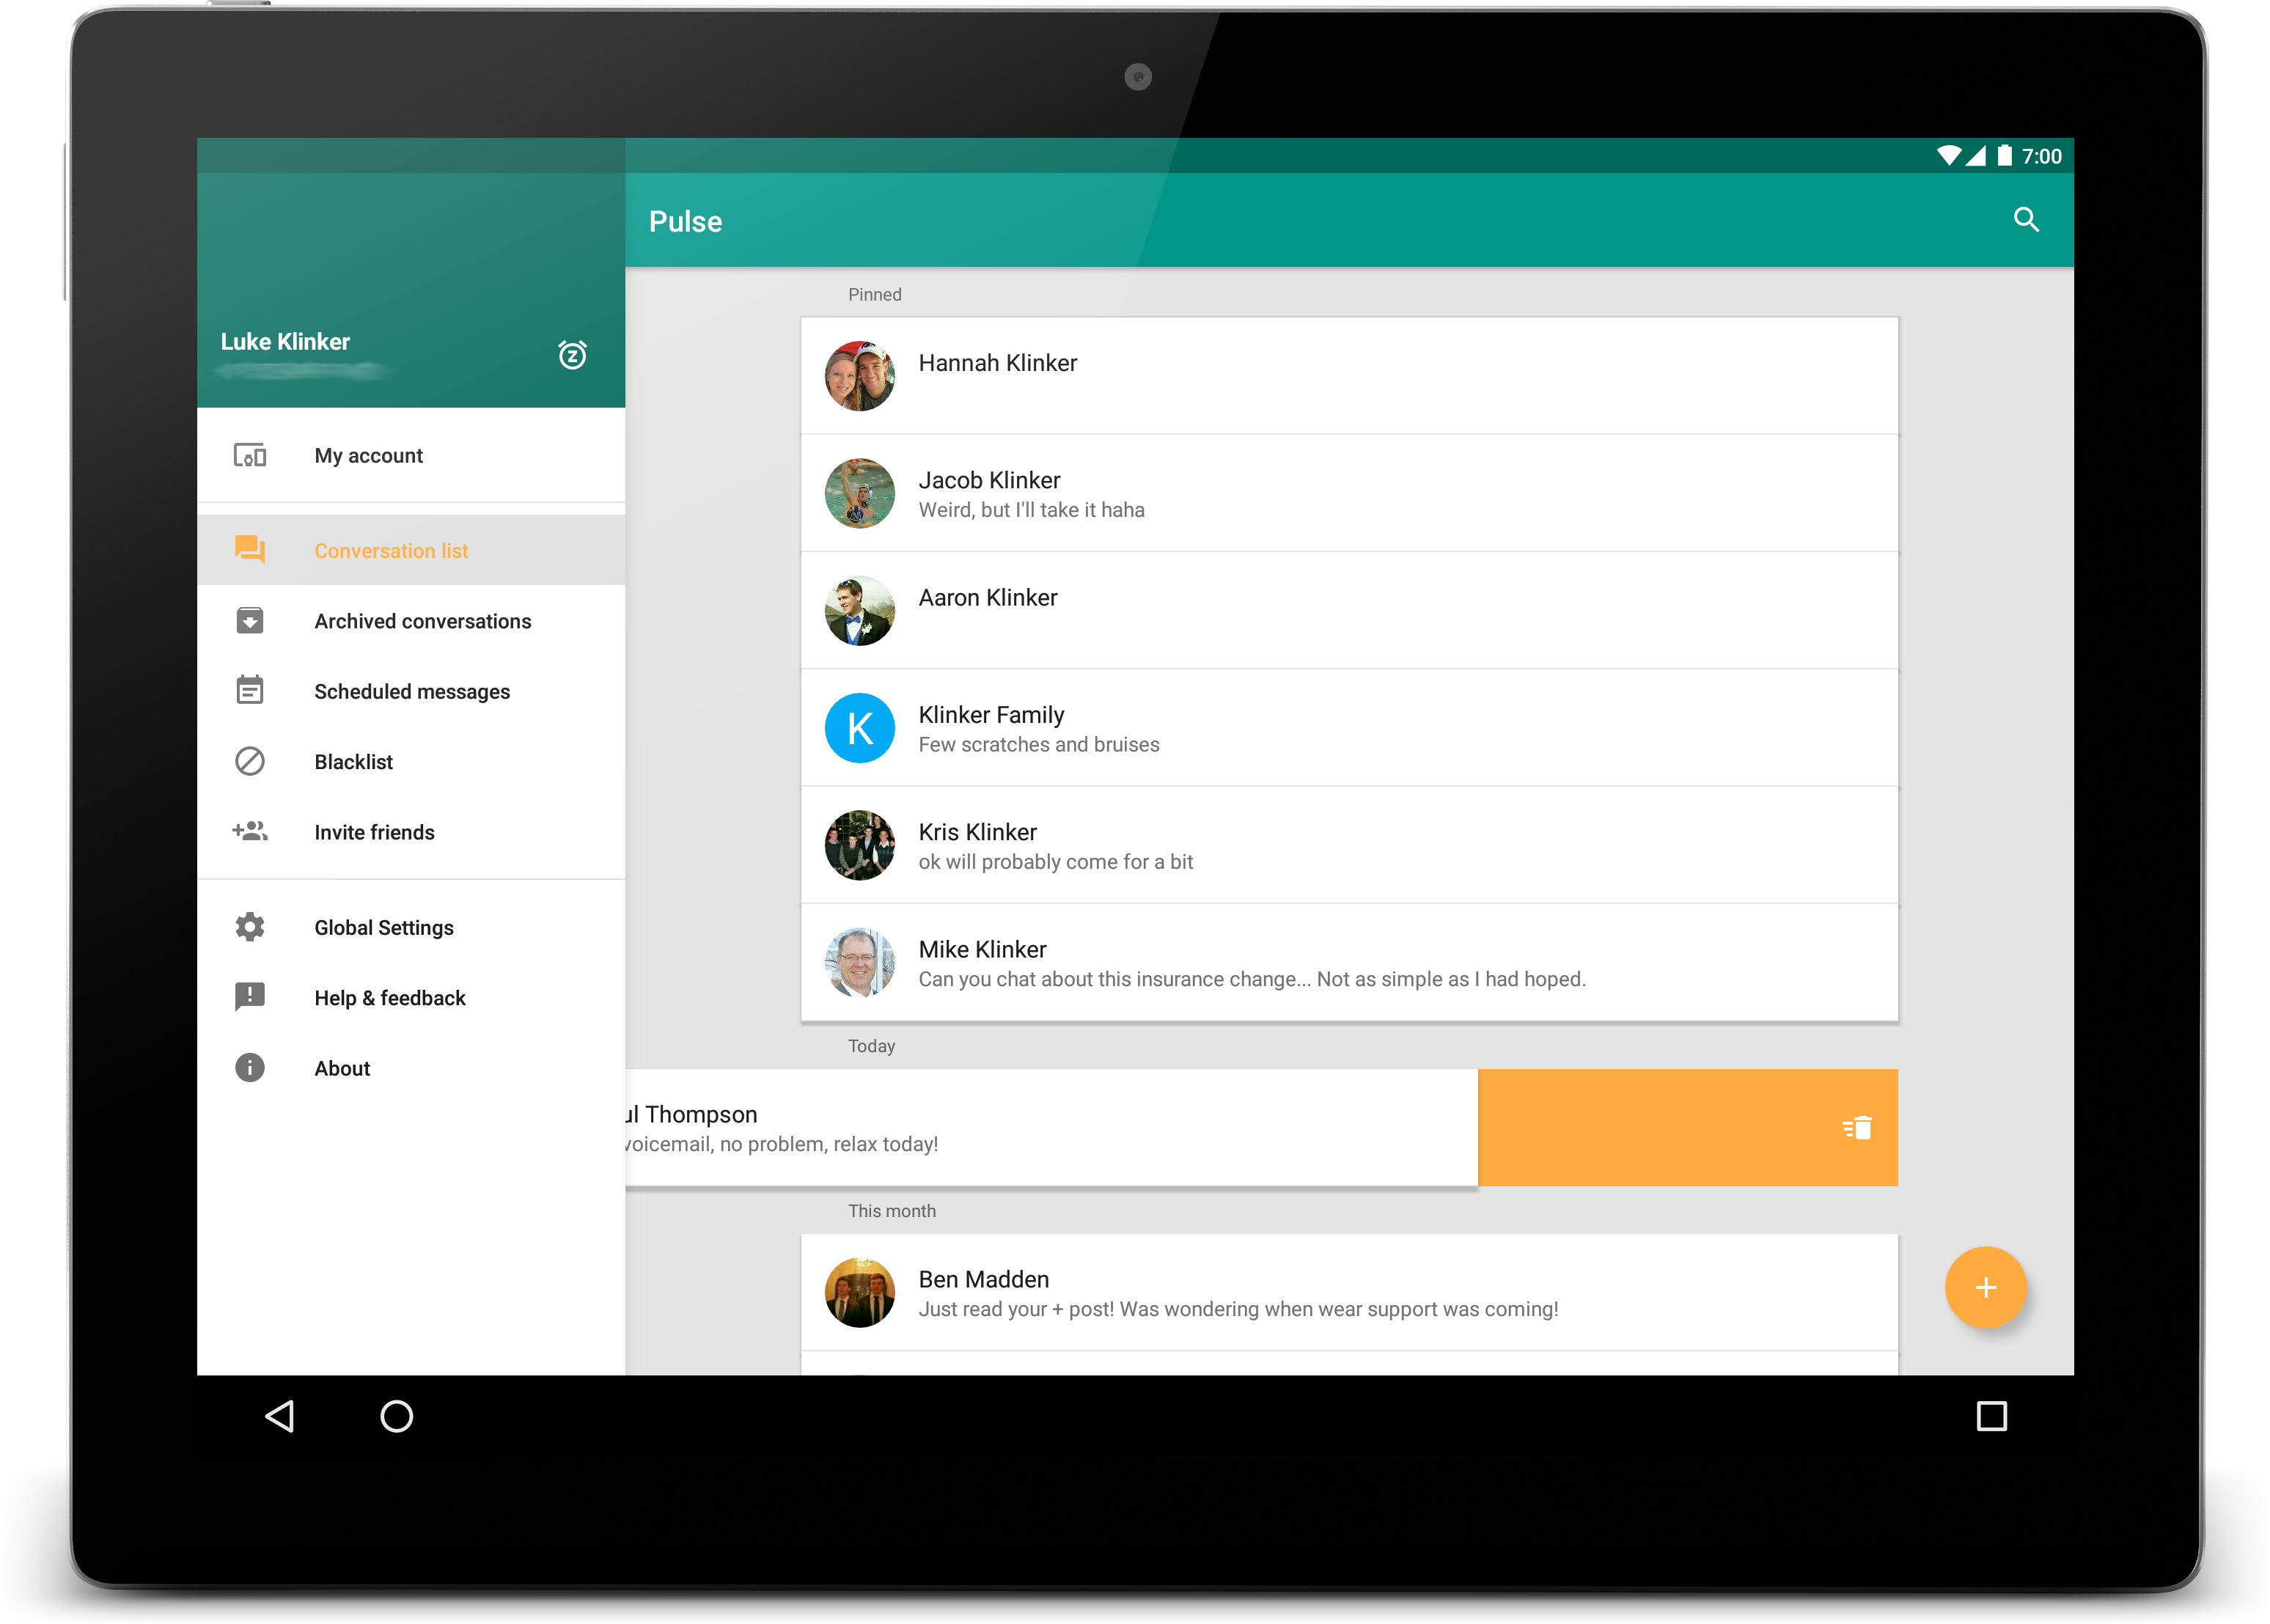 7:00
Pulse
Luke Klinker
My account
Conversation list
Archived conversations
Scheduled messages
Blacklist
Invite friends
Global Settings
Help & feedback
About
Pinned
Hannah Klinker
Jacob Klinker
Weird, but I'll take it haha
Aaron Klinker
K
Klinker Family
Few scratches and bruises
Kris Klinker
ok will probably come for a bit
Mike Klinker
Can you chat about this insurance change... Not as simple as I had hoped.
Today
ul Thompson
voicemail, no problem, relax today!
This month
Ben Madden
Just read your + post! Was wondering when wear support was coming!